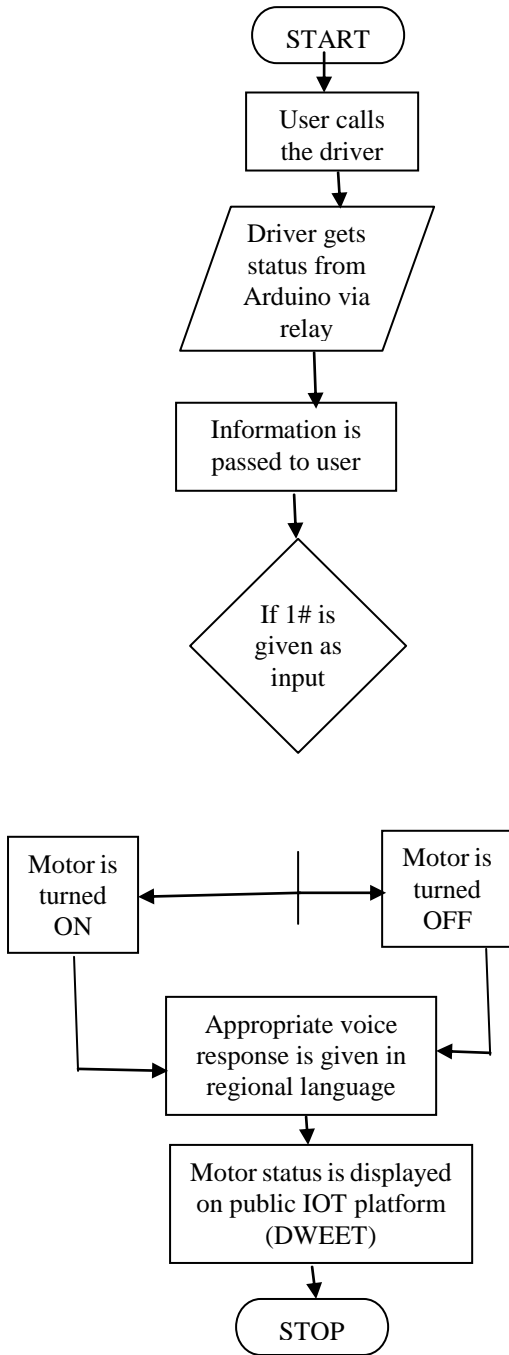 START
User calls
the driver
Driver gets
status from
Arduino via
relay
Information is
passed to user
If 1# is
given as
input
Motor is
turned
ON
Motor is
turned
OFF
Appropriate voice
response is given in
regional language
Motor status is displayed
on public IOT platform
(DWEET)
STOP